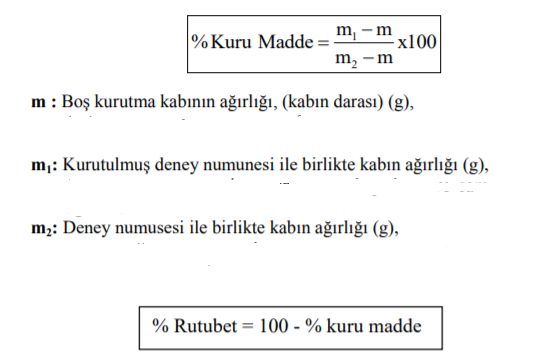 % Kuru Madde = (m₁ − m) / (m₂ − m) x100
m : Boş kurutma kabının ağırlığı, (kabın darası) (g),
m₁: Kurutulmuş deney numunesi ile birlikte kabın ağırlığı (g),
m₂: Deney numusesi ile birlikte kabın ağırlığı (g),
% Rutubet = 100 - % kuru madde